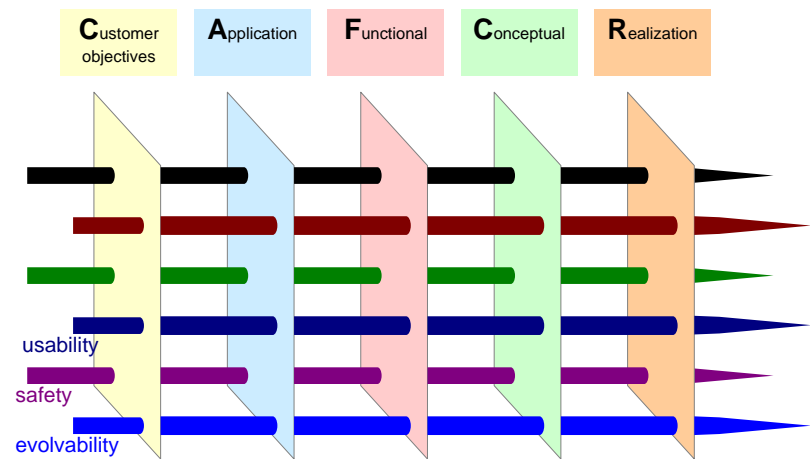 Customer
objectives
Application
Functional
Conceptual
Realization
usability
safety
evolvability